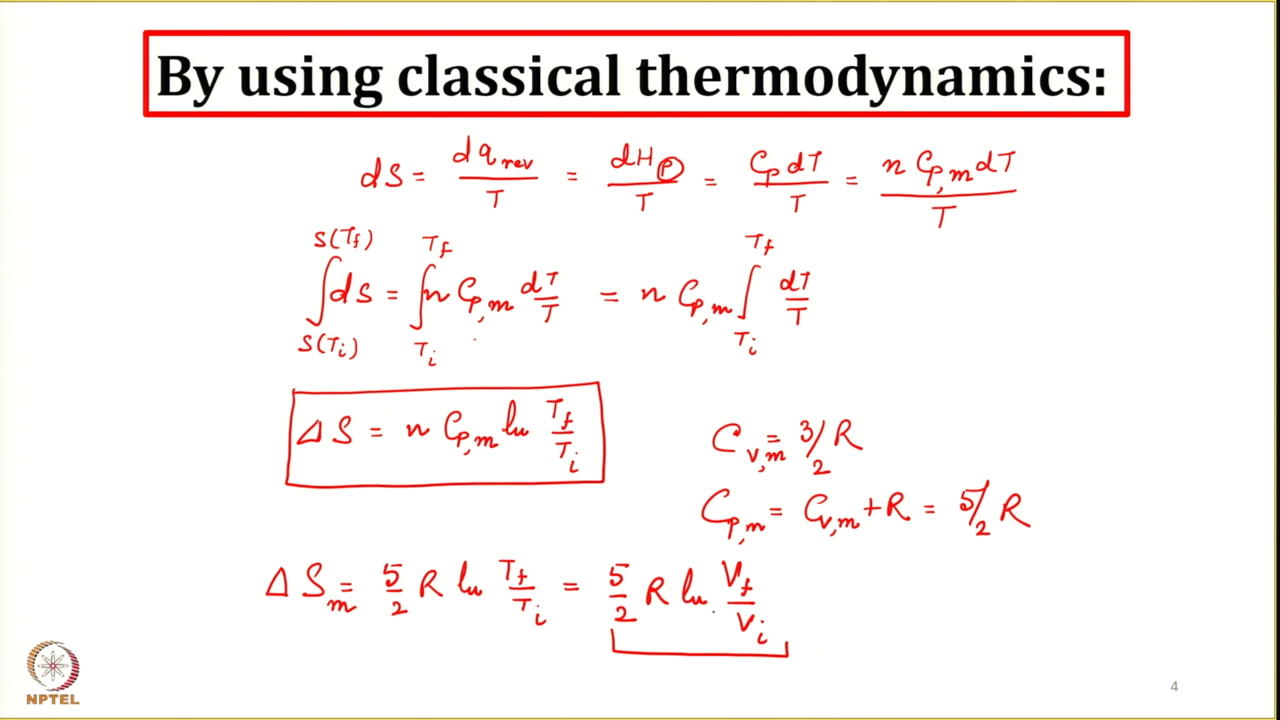 By using classical thermodynamics:
dS = dq_rev / T = dH_p / T = C_p dT / T = n C_p,m dT / T
∫_{S(T_i)}^{S(T_f)} dS = ∫_{T_i}^{T_f} n C_p,m dT/T = n C_p,m ∫_{T_i}^{T_f} dT/T
ΔS = n C_p,m ln T_f/T_i
C_v,m = 3/2 R
C_p,m = C_v,m + R = 5/2 R
ΔS_m = 5/2 R ln T_f/T_i = 5/2 R ln V_f/V_i
NPTEL
4